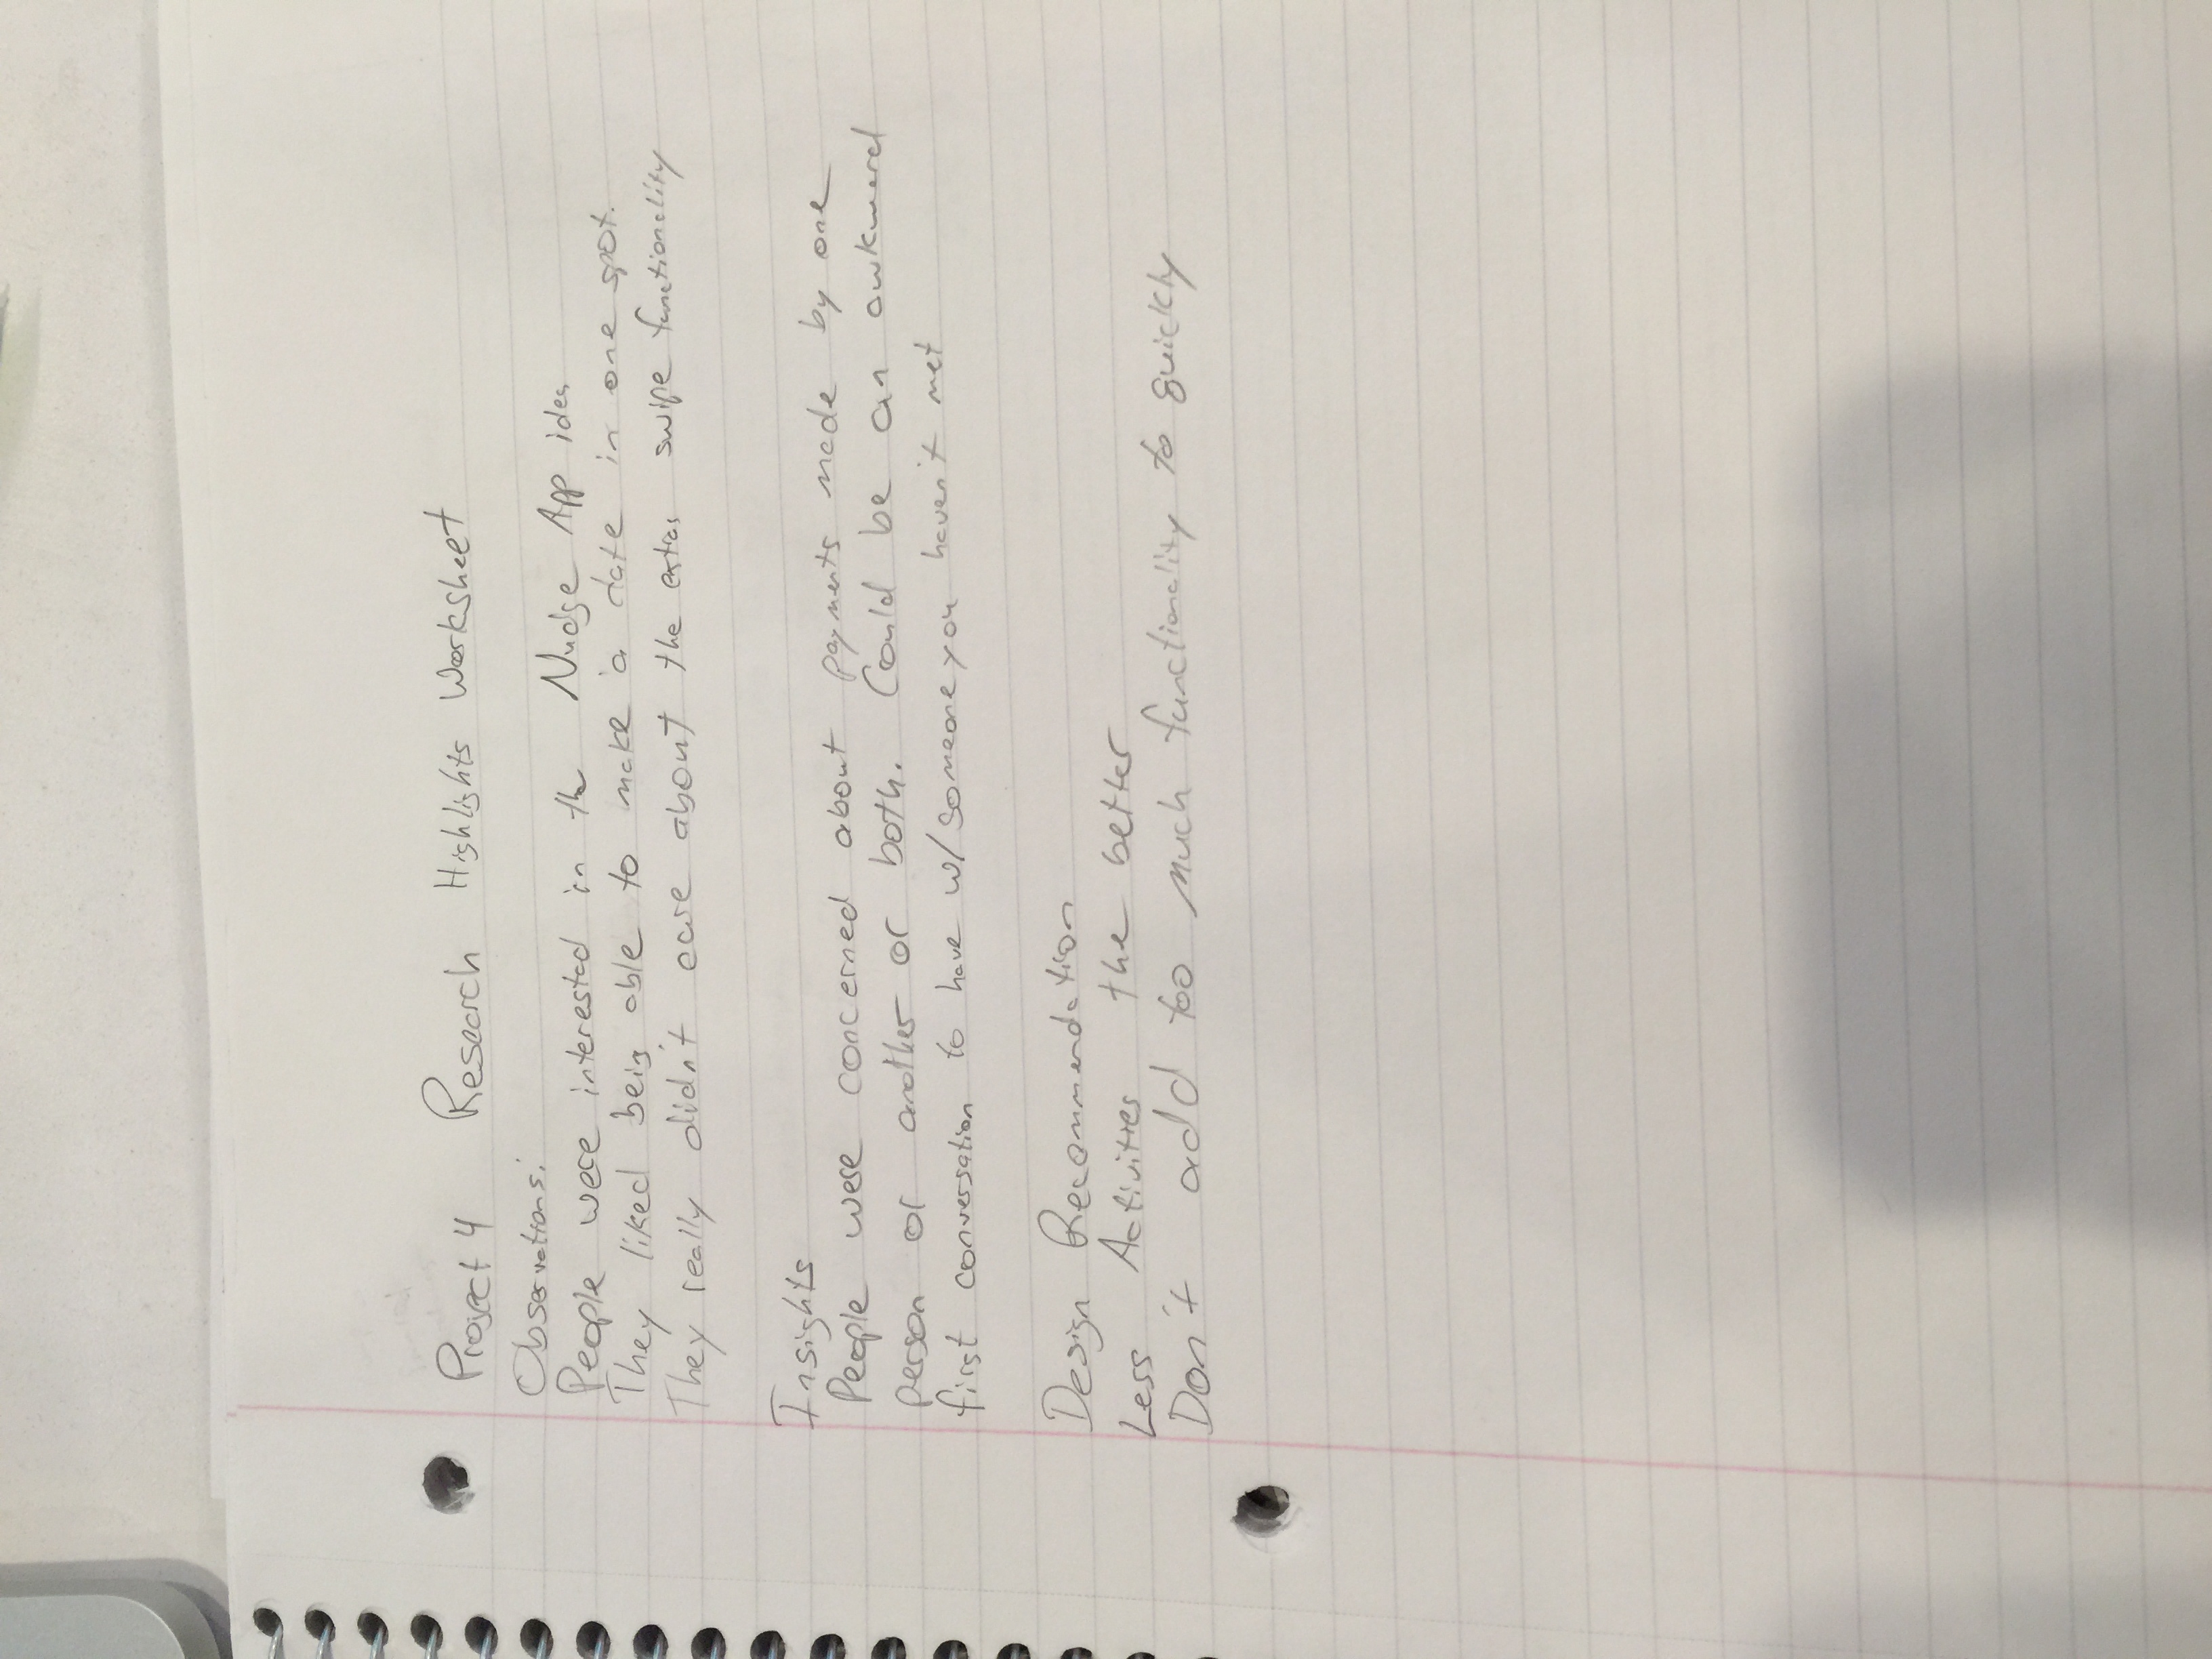 Project 4 Research Highlights Worksheet
Observations:
People were interested in the Nudge App idea
They liked being able to make a date in one spot.
They really didn't care about the extra swipe functionality
Insights
People were concerned about payments made by one
person or another or both. Could be an awkward
first conversation to have w/ someone you haven't met
Design Recommendation
Less Activities the better
Don't add too much functionality to quickly